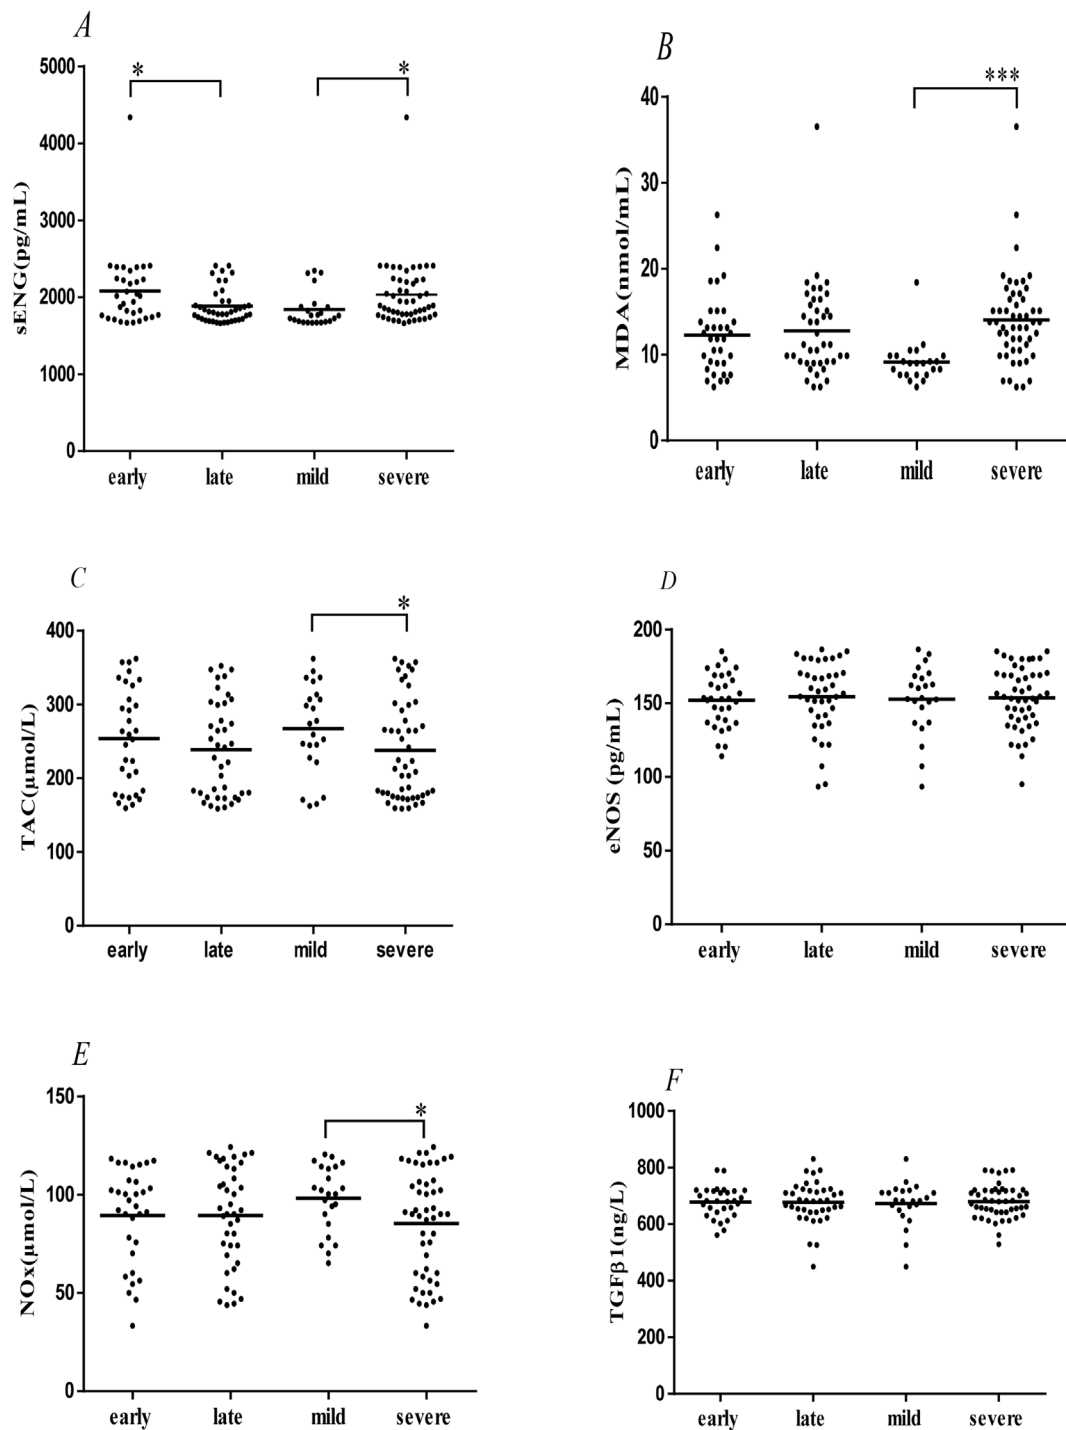 A
sENG(pg/mL)
5000
4000
3000
2000
1000
0
*
*
early late mild severe
B
MDA(nmol/mL)
40
30
20
10
0
***
early late mild severe
C
TAC(μmol/L)
400
300
200
100
0
*
early late mild severe
D
eNOS (pg/mL)
200
150
100
50
0
early late mild severe
E
NOx(μmol/L)
150
100
50
0
*
early late mild severe
F
TGFβ1(ng/L)
1000
800
600
400
200
0
early late mild severe